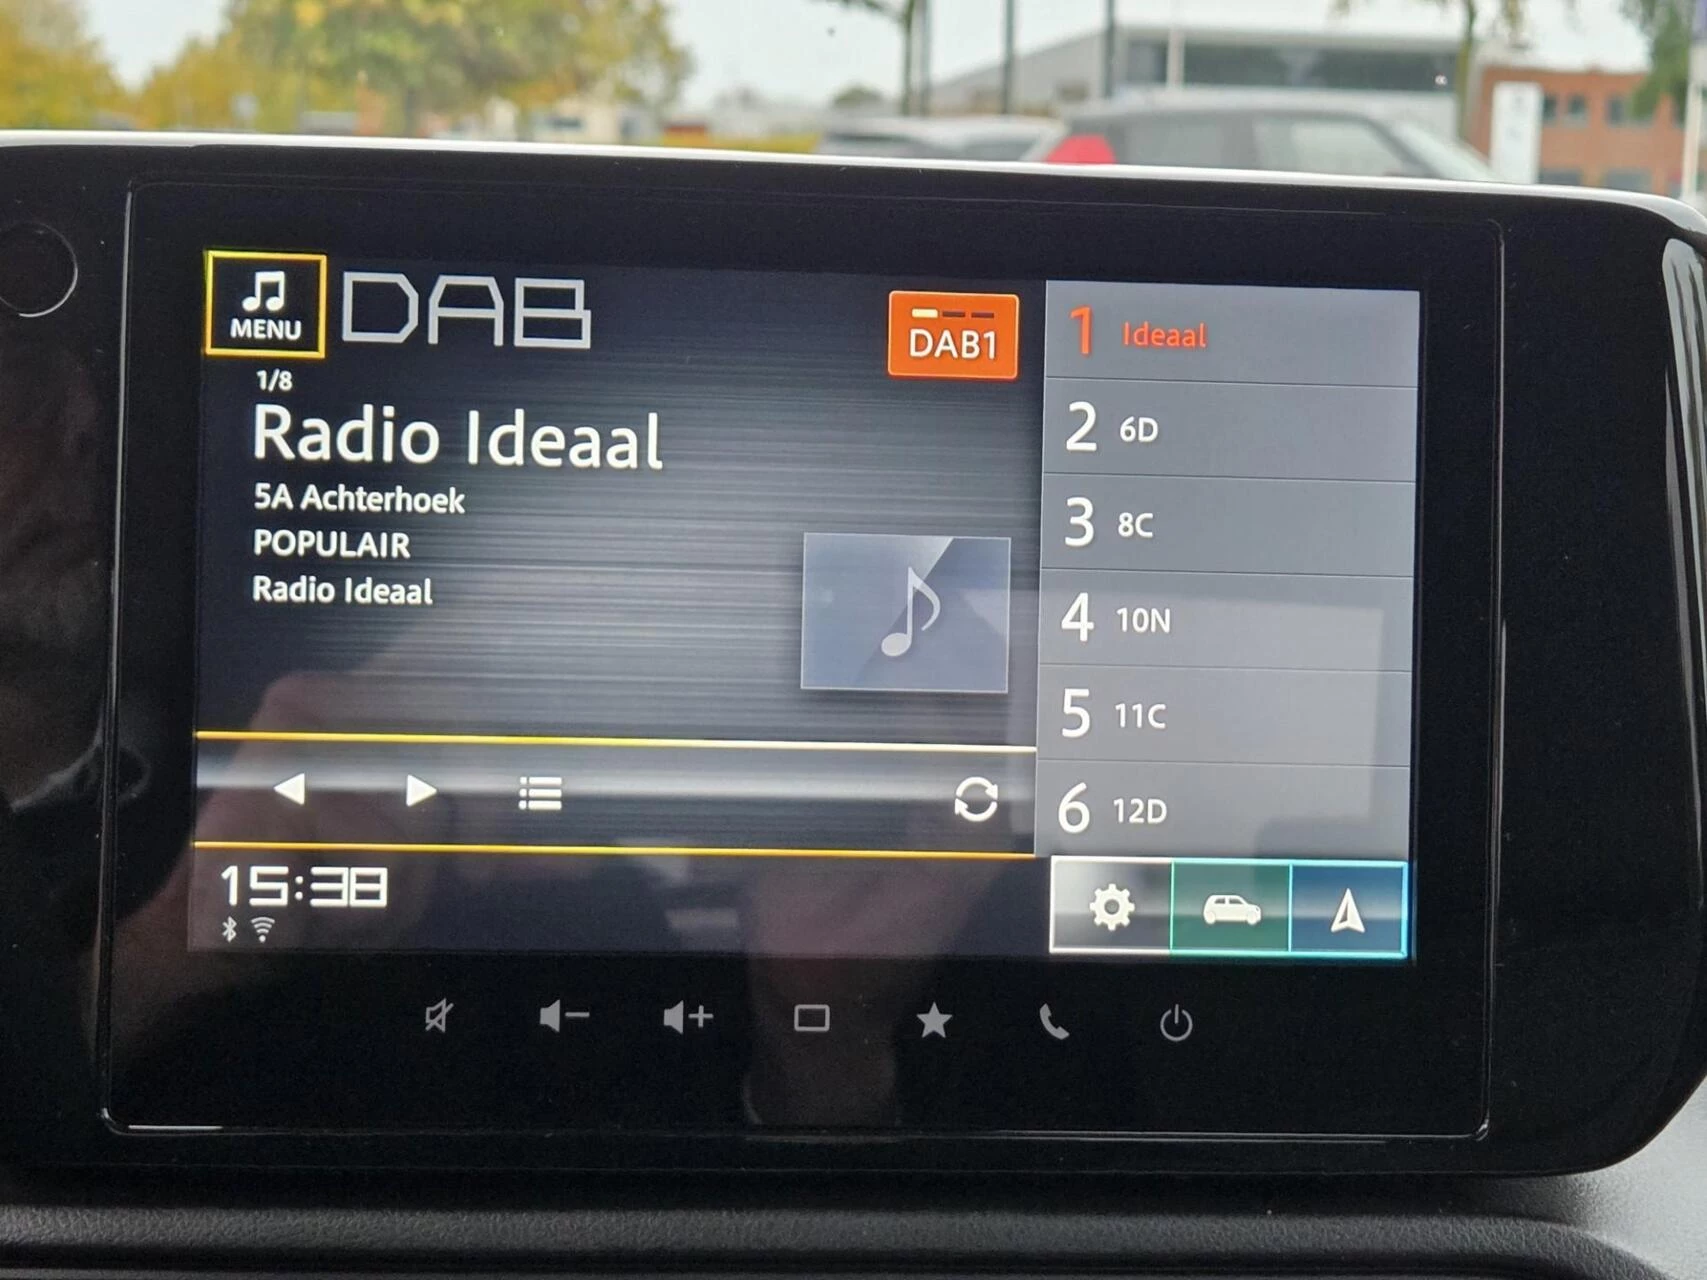 MENU
DAB
1/8
Radio Ideaal
5A Achterhoek
POPULAIR
Radio Ideaal
DAB1
1 Ideaal
2 6D
3 8C
4 10N
5 11C
6 12D
15:38